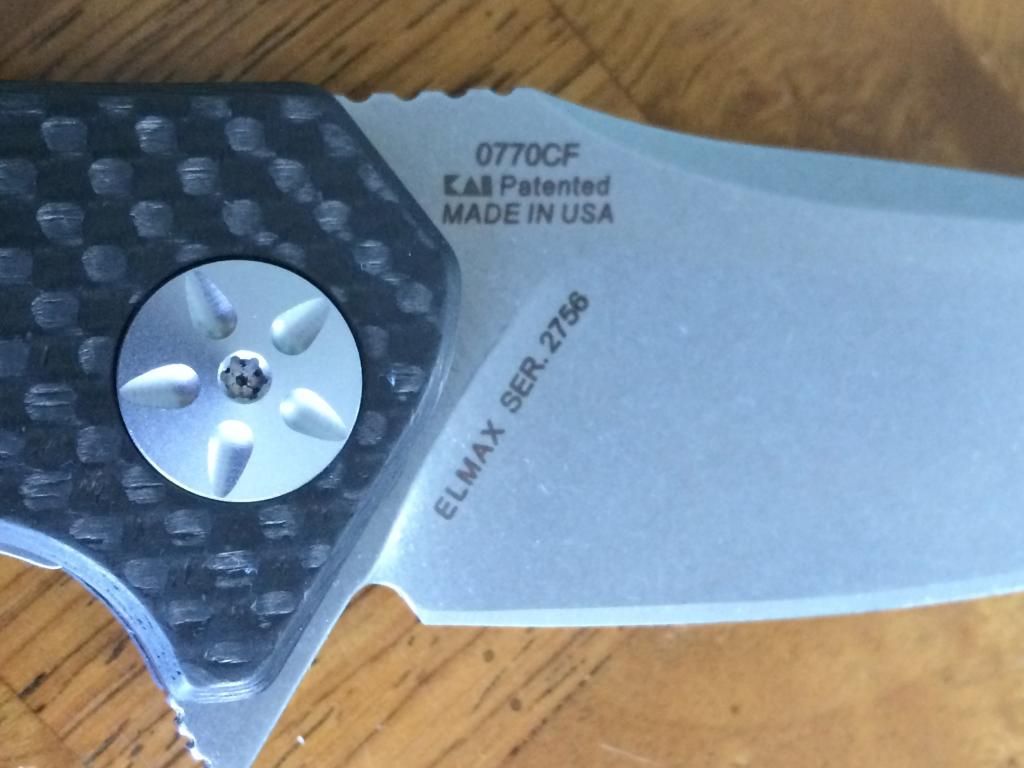 0770CF
KAI Patented
MADE IN USA
ELMAX SER. 2756